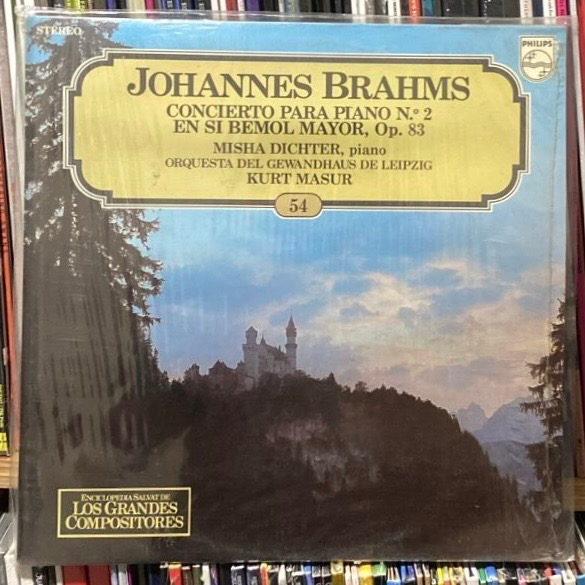 STEREO
PHILIPS
JOHANNES BRAHMS
CONCIERTO PARA PIANO N.º 2
EN SI BEMOL MAYOR, Op. 83
MISHA DICHTER, piano
ORQUESTA DEL GEWANDHAUS DE LEIPZIG
KURT MASUR
54
ENCICLOPEDIA SALVAT DE
LOS GRANDES
COMPOSITORES